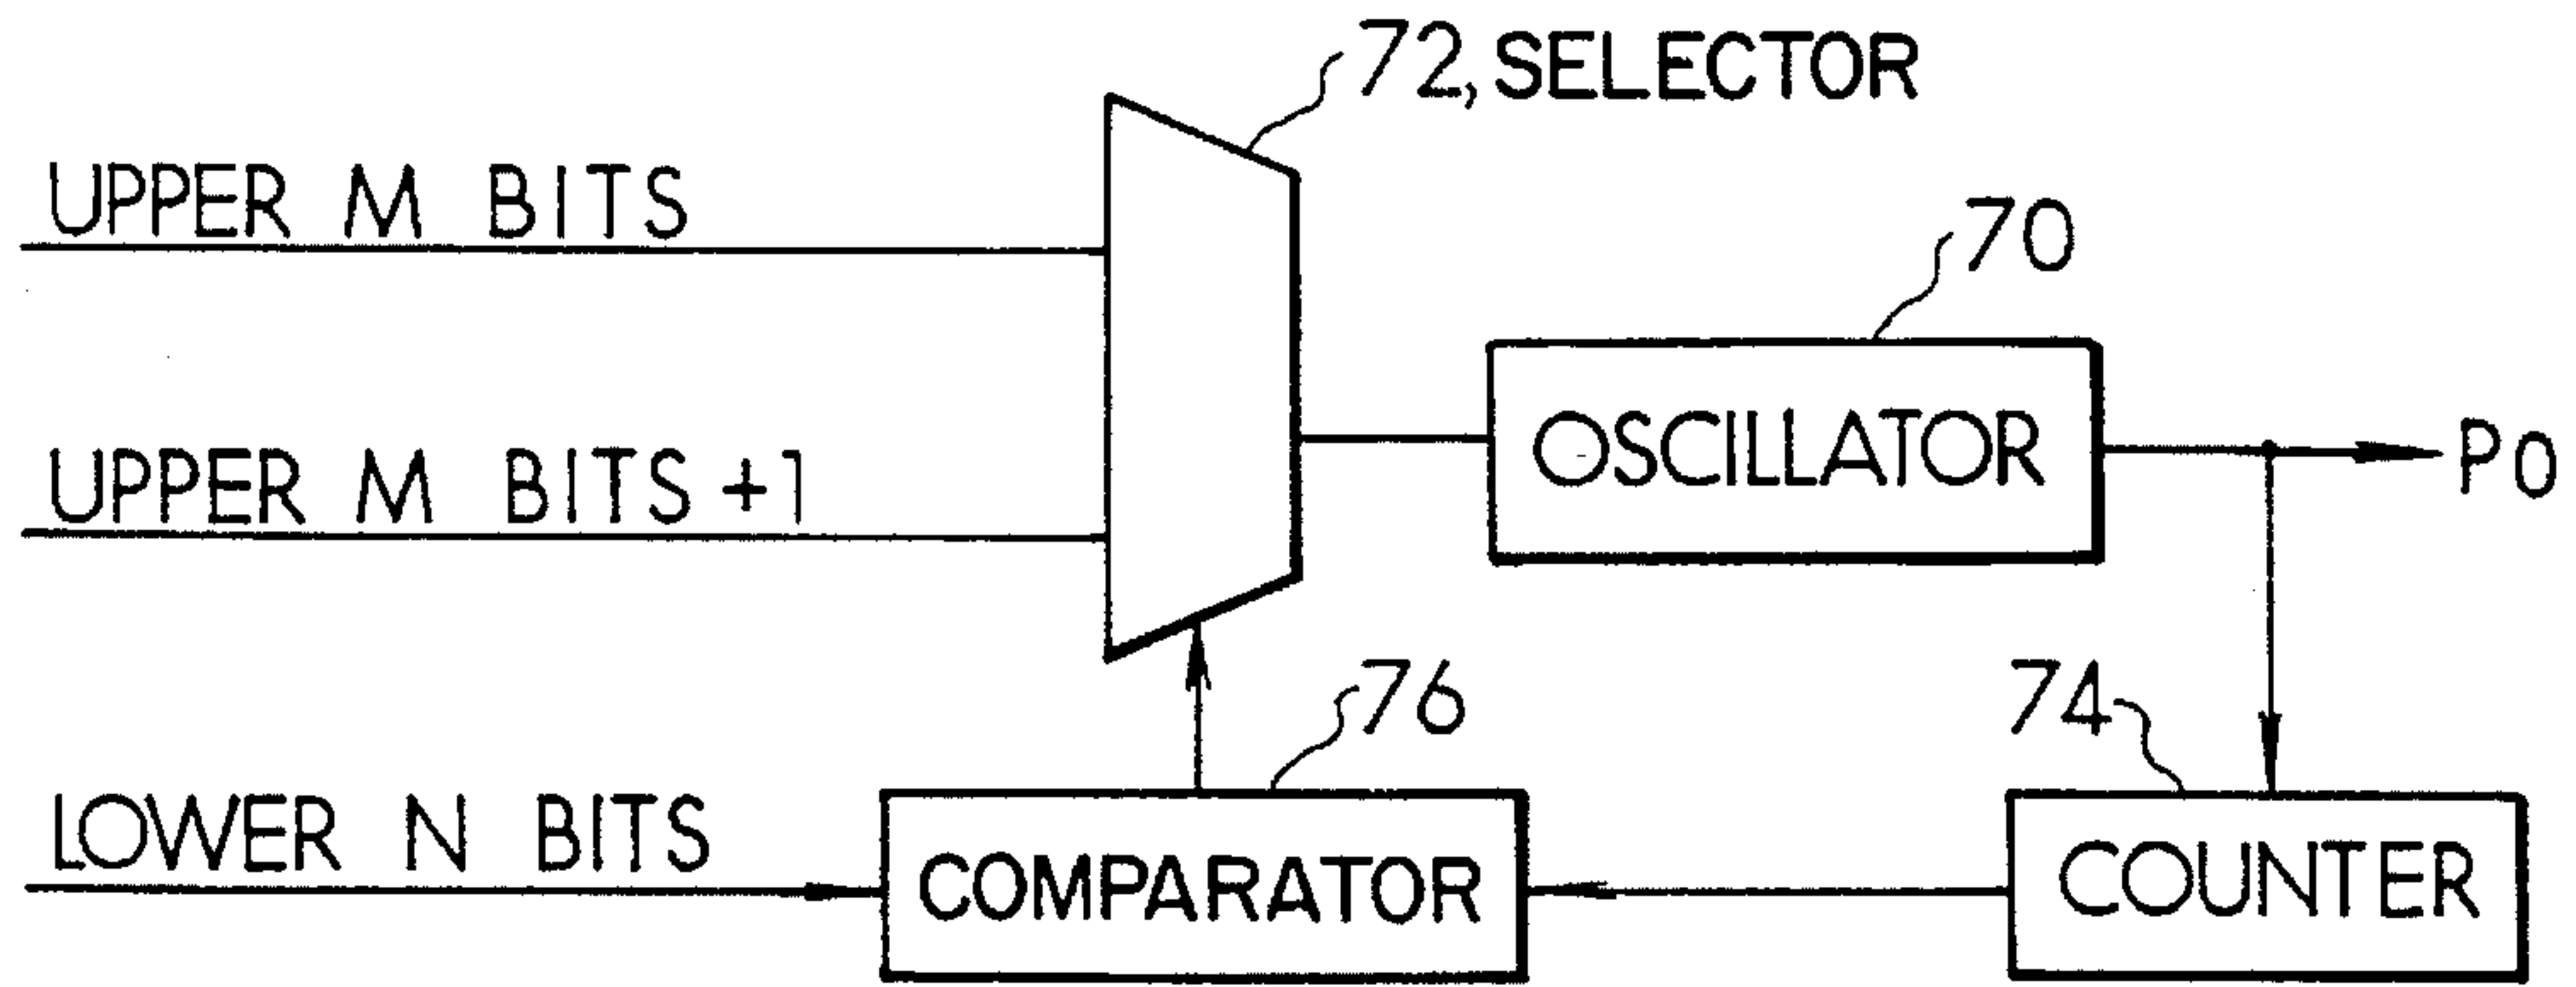 72, SELECTOR
UPPER M BITS
70
OSCILLATOR
P0
UPPER M BITS +1
76
74
LOWER N BITS
COMPARATOR
COUNTER